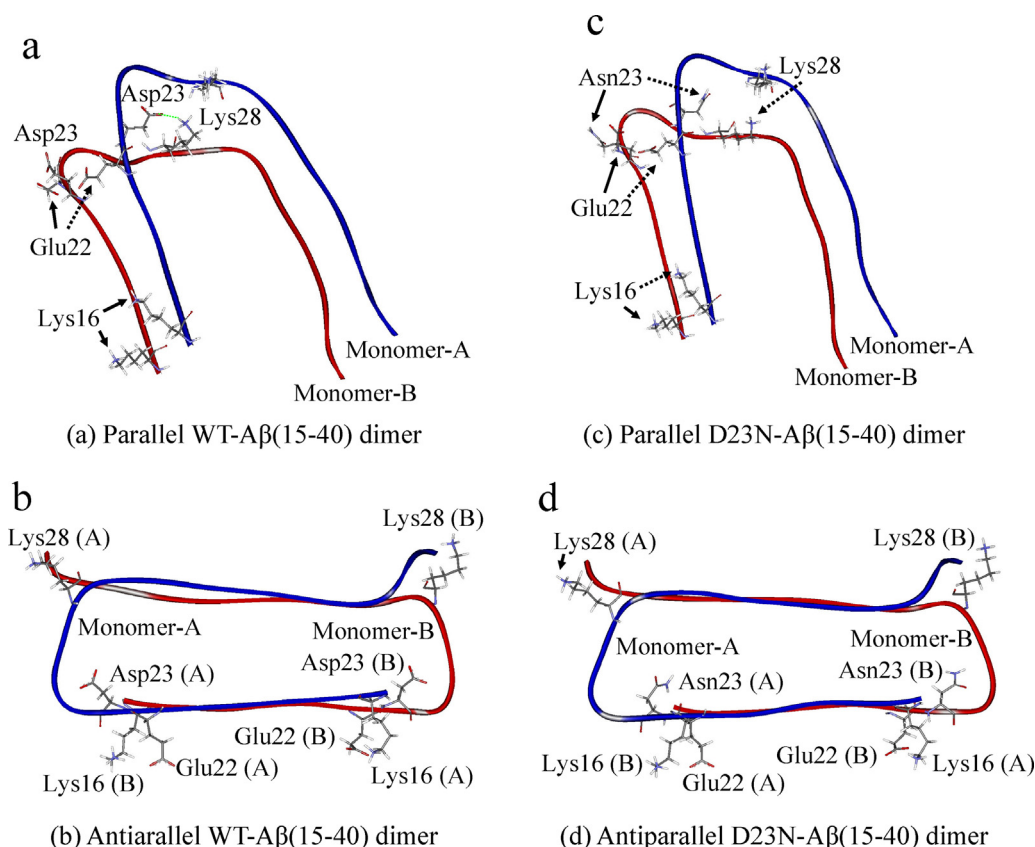 a
Asp23
Asp23
Lys28
Glu22
Lys16
Monomer-A
Monomer-B
(a) Parallel WT-Aβ(15-40) dimer
c
Asn23
Lys28
Glu22
Lys16
Monomer-A
Monomer-B
(c) Parallel D23N-Aβ(15-40) dimer
b
Lys28 (A)
Lys28 (B)
Monomer-A
Monomer-B
Asp23 (A)
Asp23 (B)
Glu22 (B)
Glu22 (A)
Lys16 (B)
Lys16 (A)
(b) Antiarallel WT-Aβ(15-40) dimer
d
Lys28 (A)
Lys28 (B)
Monomer-A
Monomer-B
Asn23 (A)
Asn23 (B)
Glu22 (B)
Lys16 (B)
Glu22 (A)
Lys16 (A)
(d) Antiparallel D23N-Aβ(15-40) dimer